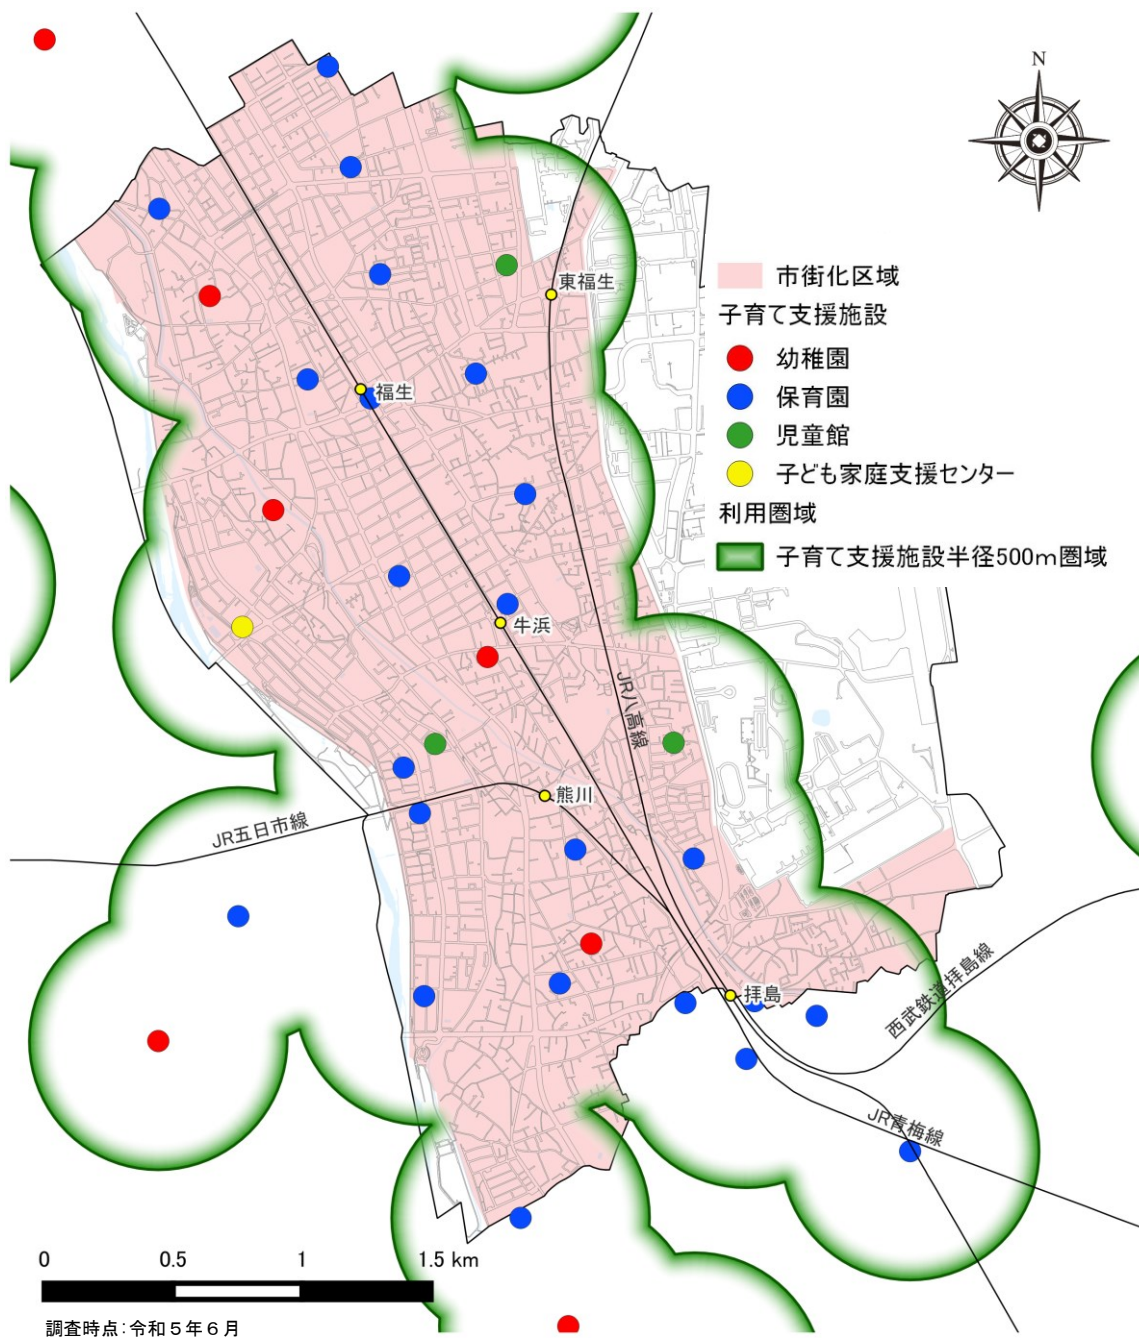 N
市街化区域
子育て支援施設
幼稚園
保育園
児童館
子ども家庭支援センター
利用圏域
子育て支援施設半径500m圏域
東福生
福生
牛浜
JR八高線
熊川
JR五日市線
拝島
西武鉄道拝島線
JR青梅線
0 0.5 1 1.5 km
調査時点:令和5年6月